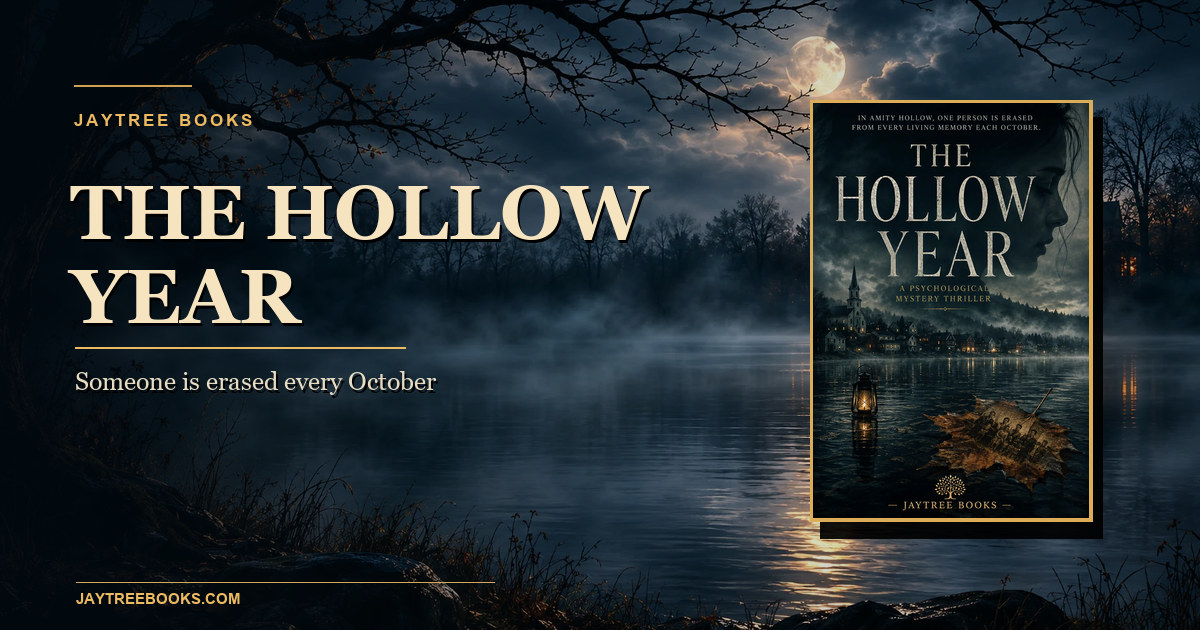 JAYTREE BOOKS
THE HOLLOW
YEAR
Someone is erased every October
JAYTREEBOOKS.COM
IN AMITY HOLLOW, ONE PERSON IS ERASED
FROM EVERY LIVING MEMORY EACH OCTOBER.
THE
HOLLOW
YEAR
A PSYCHOLOGICAL
MYSTERY THRILLER
— JAYTREE BOOKS —